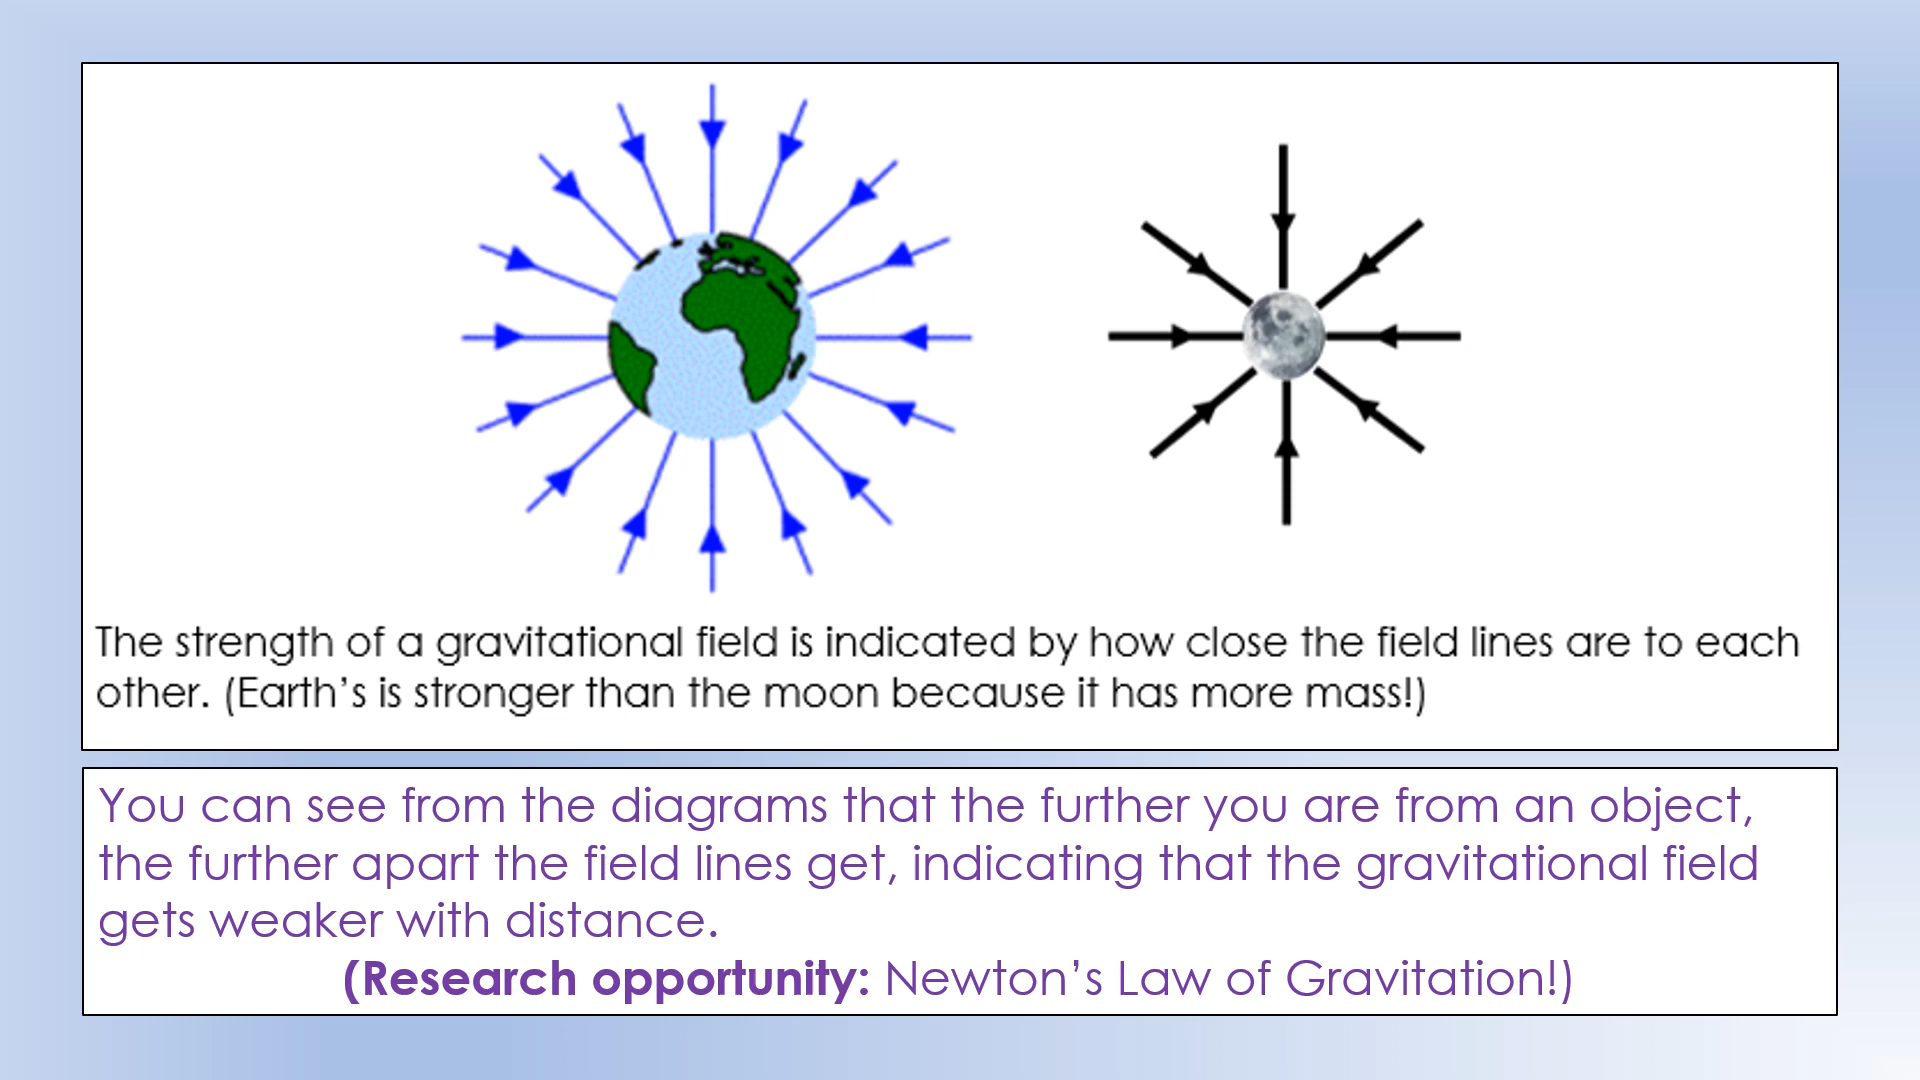 The strength of a gravitational field is indicated by how close the field lines are to each
other. (Earth’s is stronger than the moon because it has more mass!)
You can see from the diagrams that the further you are from an object,
the further apart the field lines get, indicating that the gravitational field
gets weaker with distance.
(Research opportunity: Newton’s Law of Gravitation!)